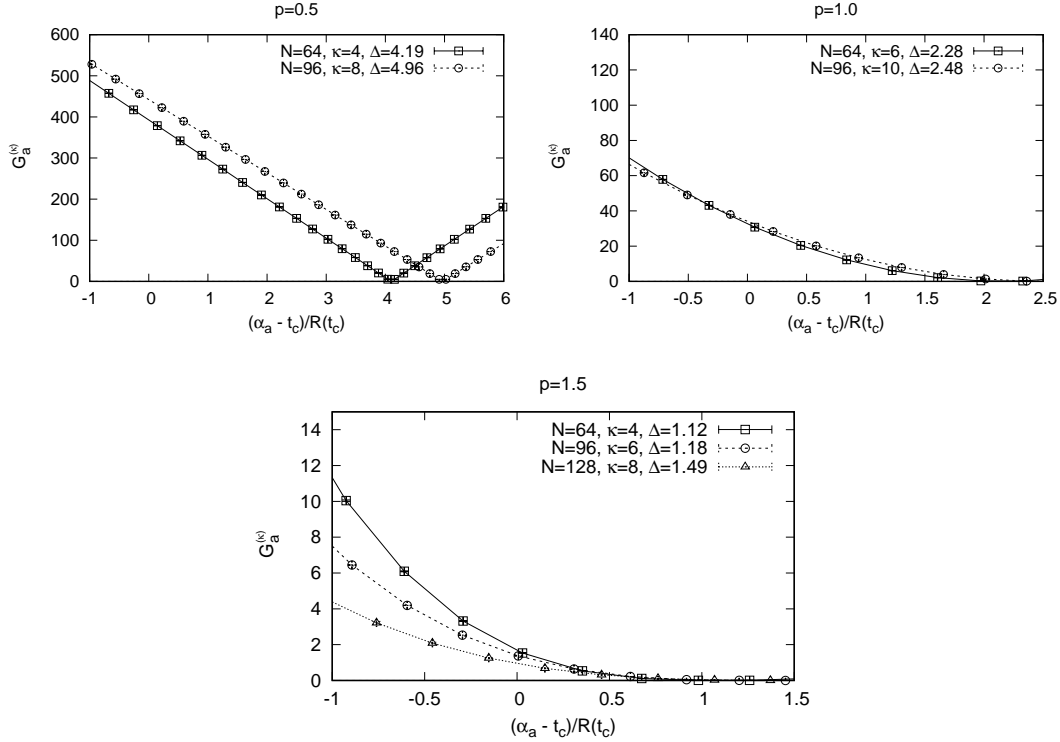 p=0.5
N=64, κ=4, Δ=4.19
N=96, κ=8, Δ=4.96
G_a^(κ)
600
500
400
300
200
100
0
-1 0 1 2 3 4 5 6
(α_a - t_c)/R(t_c)
p=1.0
N=64, κ=6, Δ=2.28
N=96, κ=10, Δ=2.48
G_a^(κ)
140
120
100
80
60
40
20
0
-1 -0.5 0 0.5 1 1.5 2 2.5
(α_a - t_c)/R(t_c)
p=1.5
N=64, κ=4, Δ=1.12
N=96, κ=6, Δ=1.18
N=128, κ=8, Δ=1.49
G_a^(κ)
14
12
10
8
6
4
2
0
-1 -0.5 0 0.5 1 1.5
(α_a - t_c)/R(t_c)